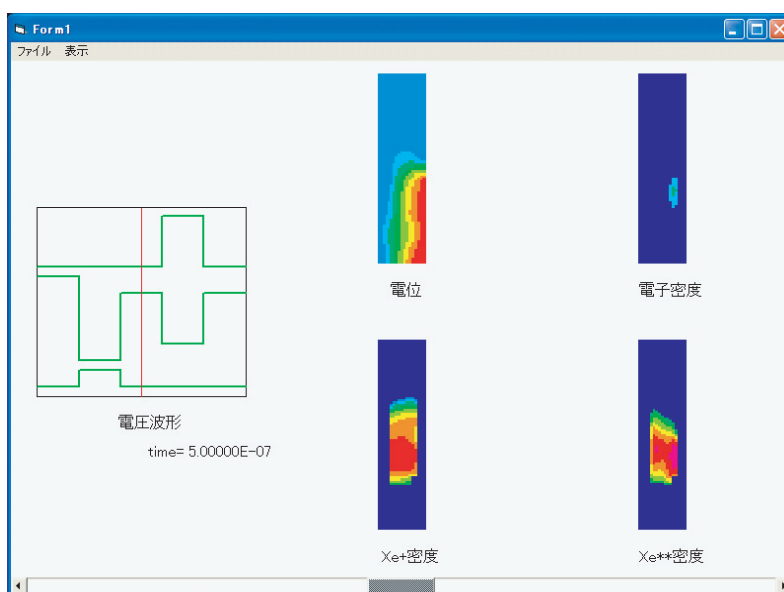 Form1
ファイル 表示
電位
電子密度
電圧波形
time= 5.00000E-07
Xe+密度
Xe**密度